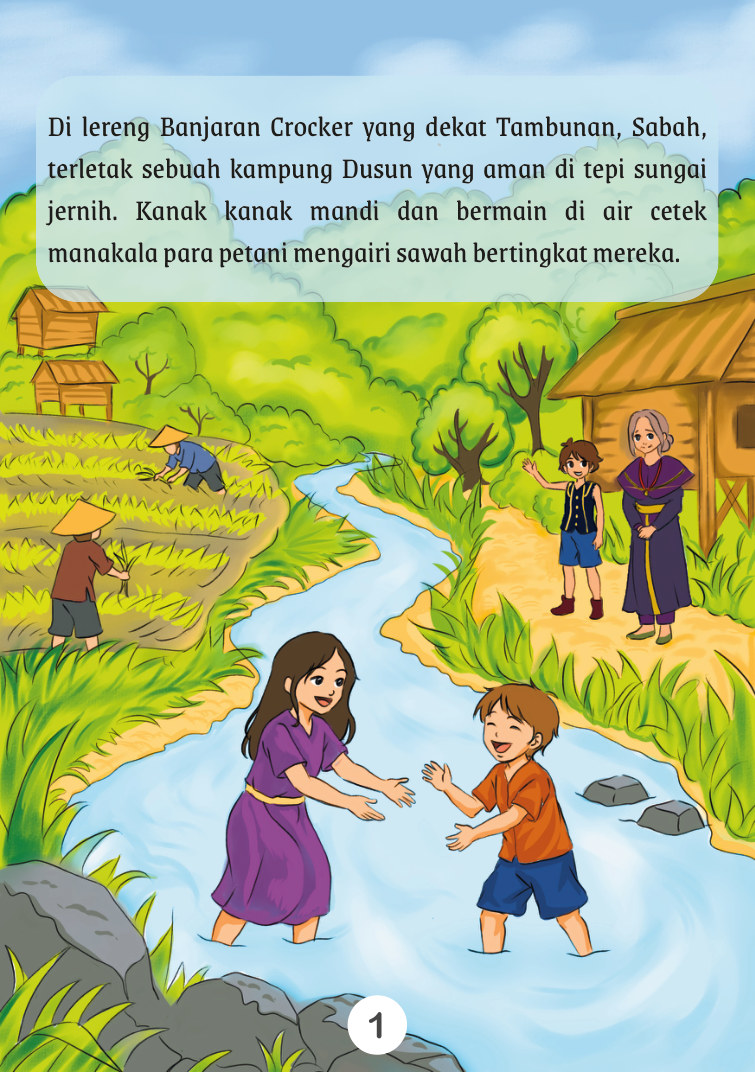 Di lereng Banjaran Crocker yang dekat Tambunan, Sabah,
terletak sebuah kampung Dusun yang aman di tepi sungai
jernih. Kanak kanak mandi dan bermain di air cetek
manakala para petani mengairi sawah bertingkat mereka.
1